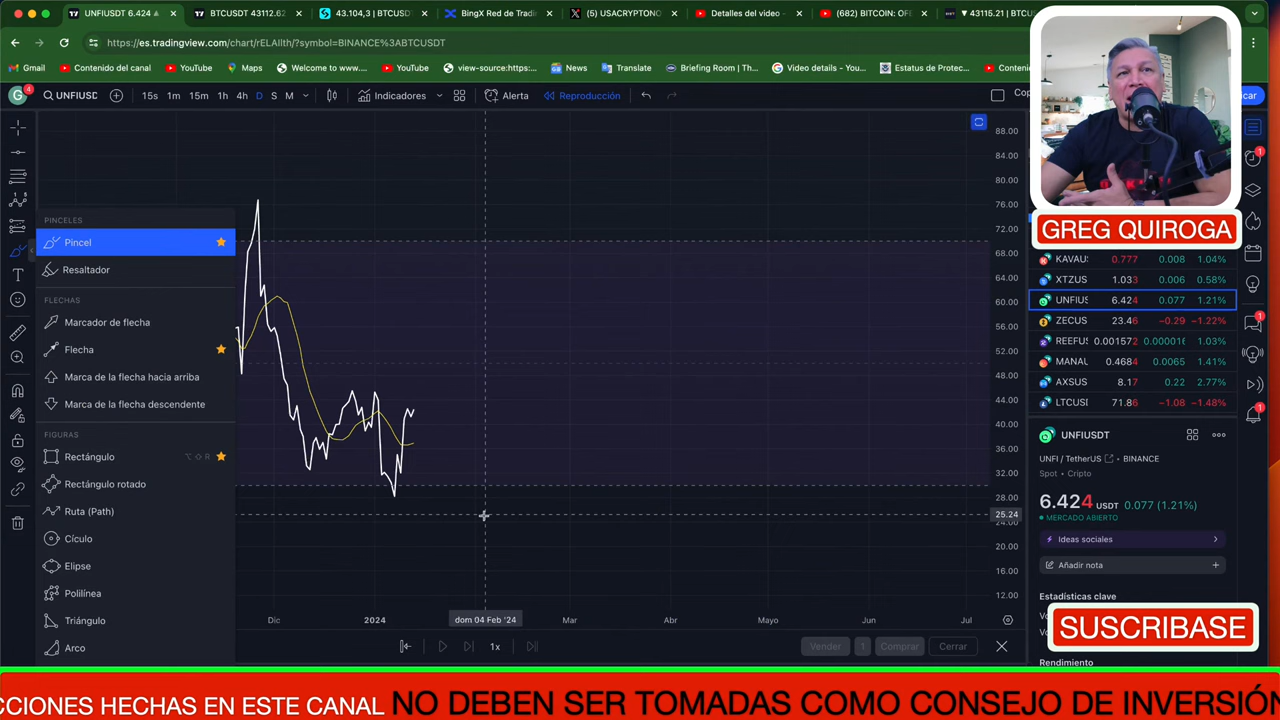 UNFIUSDT 6.424
BTCUSDT 43112.62
43.104,3 | BTCUSD
BingX Red de Tradin
(5) USACRYPTONO
Detalles del video -
(682) BITCOIN: OFE
▼ 43115.21 | BTCUSD
https://es.tradingview.com/chart/rELAIlth/?symbol=BINANCE%3ABTCUSDT
Gmail
Contenido del canal
YouTube
Maps
Welcome to www....
view-source:https:...
News
Translate
Briefing Room | Th...
Video details - You...
Estatus de Protec...
G
4
UNFIUSD
15s
1m
15m
1h
4h
D
S
M
Indicadores
Alerta
Reproducción
PINCELES
Pincel
Resaltador
FLECHAS
Marcador de flecha
Flecha
Marca de la flecha hacia arriba
Marca de la flecha descendente
FIGURAS
Rectángulo
Rectángulo rotado
Ruta (Path)
Cículo
Elipse
Polilínea
Triángulo
Arco
88.00
84.00
80.00
76.00
72.00
68.00
64.00
60.00
56.00
52.00
48.00
44.00
40.00
36.00
32.00
28.00
25.24
24.00
20.00
16.00
12.00
Dic
2024
dom 04 Feb '24
Mar
Abr
Mayo
Jun
Jul
1x
Vender
1
Comprar
Cerrar
GREG QUIROGA
KAVAUS 0.777 0.008 1.04%
XTZUS 1.033 0.006 0.58%
UNFIUS 6.424 0.077 1.21%
ZECUS 23.46 −0.29 −1.22%
REEFUS 0.001572 0.000016 1.03%
MANAU 0.4684 0.0065 1.41%
AXSUS 8.17 0.22 2.77%
LTCUSD 71.86 −1.08 −1.48%
UNFIUSDT
UNFI / TetherUS
BINANCE
Spot • Cripto
6.424 USDT 0.077 (1.21%)
MERCADO ABIERTO
Ideas sociales
Añadir nota
Estadísticas clave
SUSCRIBASE
Rendimiento
CCIONES HECHAS EN ESTE CANAL NO DEBEN SER TOMADAS COMO CONSEJO DE INVERSIÓN